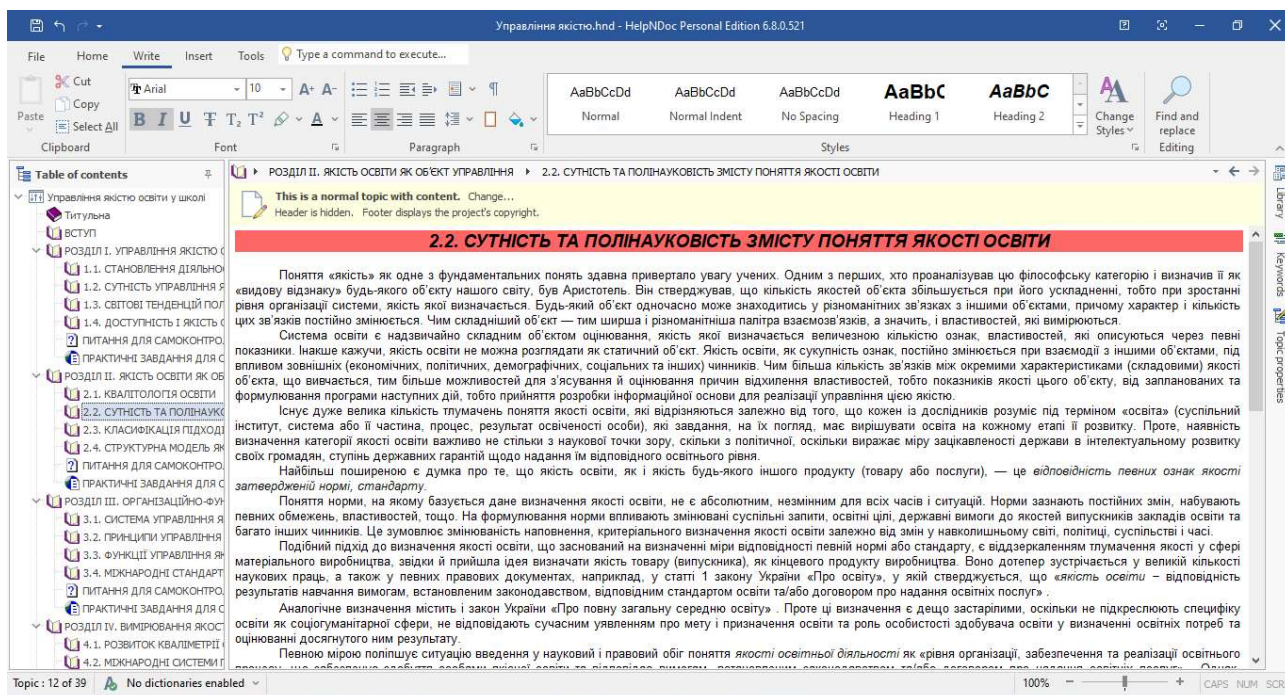 Управління якістю.hnd - HelpNDoc Personal Edition 6.8.0.521
File Home Write Insert Tools Type a command to execute...
Paste
Cut
Copy
Select All
Clipboard
Arial 10
Font
Paragraph
AaBbCcDd AaBbCcDd AaBbCcDd AaBbC AaBbC
Normal Normal Indent No Spacing Heading 1 Heading 2
Styles
Change Styles
Find and replace
Editing
Table of contents
Управління якістю освіти у школі
Титульна
ВСТУП
РОЗДІЛ І. УПРАВЛІННЯ ЯКІСТЮ
1.1. СТАНОВЛЕННЯ ДІЯЛЬНО
1.2. СУТНІСТЬ УПРАВЛІННЯ Я
1.3. СВІТОВІ ТЕНДЕНЦІЙ ПОЛ
1.4. ДОСТУПНІСТЬ І ЯКІСТЬ
ПИТАННЯ ДЛЯ САМОКОНТРО
ПРАКТИЧНІ ЗАВДАННЯ ДЛЯ С
РОЗДІЛ ІІ. ЯКІСТЬ ОСВІТИ ЯК ОБ
2.1. КВАЛІТОЛОГІЯ ОСВІТИ
2.2. СУТНІСТЬ ТА ПОЛІНАУКО
2.3. КЛАСИФІКАЦІЯ ПІДХОДІ
2.4. СТРУКТУРНА МОДЕЛЬ ЯК
ПИТАННЯ ДЛЯ САМОКОНТРО
ПРАКТИЧНІ ЗАВДАННЯ ДЛЯ С
РОЗДІЛ ІІІ. ОРГАНІЗАЦІЙНО-ФУН
3.1. СИСТЕМА УПРАВЛІННЯ Я
3.2. ПРИНЦИПИ УПРАВЛІННЯ
3.3. ФУНКЦІЇ УПРАВЛІННЯ ЯК
3.4. МІЖНАРОДНІ СТАНДАРТ
ПИТАННЯ ДЛЯ САМОКОНТРО
ПРАКТИЧНІ ЗАВДАННЯ ДЛЯ С
РОЗДІЛ IV. ВИМІРЮВАННЯ ЯКОСТ
4.1. РОЗВИТОК КВАЛІМЕТРІЇ
4.2. МІЖНАРОДНІ СИСТЕМИ
РОЗДІЛ ІІ. ЯКІСТЬ ОСВІТИ ЯК ОБ'ЄКТ УПРАВЛІННЯ 2.2. СУТНІСТЬ ТА ПОЛІНАУКОВІСТЬ ЗМІСТУ ПОНЯТТЯ ЯКОСТІ ОСВІТИ
This is a normal topic with content. Change...
Header is hidden. Footer displays the project's copyright.
2.2. СУТНІСТЬ ТА ПОЛІНАУКОВІСТЬ ЗМІСТУ ПОНЯТТЯ ЯКОСТІ ОСВІТИ
Поняття «якість» як одне з фундаментальних понять здавна привертало увагу учених. Одним з перших, хто проаналізував цю філософську категорію і визначив її як
«видову відзнаку» будь-якого об'єкту нашого світу, був Аристотель. Він стверджував, що кількість якостей об'єкта збільшується при його ускладненні, тобто при зростанні
рівня організації системи, якість якої визначається. Будь-який об'єкт одночасно може знаходитись у різноманітних зв'язках з іншими об'єктами, причому характер і кількість
цих зв'язків постійно змінюється. Чим складніший об'єкт — тим ширша і різноманітніша палітра взаємозв'язків, а значить, і властивостей, які вимірюються.
Система освіти є надзвичайно складним об'єктом оцінювання, якість якої визначається величезною кількістю ознак, властивостей, які описуються через певні
показники. Інакше кажучи, якість освіти не можна розглядати як статичний об'єкт. Якість освіти, як сукупність ознак, постійно змінюється при взаємодії з іншими об'єктами, під
впливом зовнішніх (економічних, політичних, демографічних, соціальних та інших) чинників. Чим більша кількість зв'язків між окремими характеристиками (складовими) якості
об'єкта, що вивчається, тим більше можливостей для з'ясування й оцінювання причин відхилення властивостей, тобто показників якості цього об'єкту, від запланованих та
формулювання програми наступних дій, тобто прийняття розробки інформаційної основи для реалізації управління цією якістю.
Існує дуже велика кількість тлумачень поняття якості освіти, які відрізняються залежно від того, що кожен із дослідників розуміє під терміном «освіта» (суспільний
інститут, система або її частина, процес, результат освіченості особи), які завдання, на їх погляд, має вирішувати освіта на кожному етапі її розвитку. Проте, наявність
визначення категорії якості освіти важливо не стільки з наукової точки зору, скільки з політичної, оскільки виражає міру зацікавленості держави в інтелектуальному розвитку
своїх громадян, ступінь державних гарантій щодо надання їм відповідного освітнього рівня.
Найбільш поширеною є думка про те, що якість освіти, як і якість будь-якого іншого продукту (товару або послуги), — це відповідність певних ознак якості
затвердженій нормі, стандарту.
Поняття норми, на якому базується дане визначення якості освіти, не є абсолютним, незмінним для всіх часів і ситуацій. Норми зазнають постійних змін, набувають
певних обмежень, властивостей, тощо. На формулювання норми впливають змінювані суспільні запити, освітні цілі, державні вимоги до якостей випускників закладів освіти та
багато інших чинників. Це зумовлює змінюваність наповнення, критеріального визначення якості освіти залежно від змін у навколишньому світі, політиці, суспільстві і часі.
Подібний підхід до визначення якості освіти, що заснований на визначенні міри відповідності певній нормі або стандарту, є віддзеркаленням тлумачення якості у сфері
матеріального виробництва, звідки й прийшла ідея визначати якість товару (випускника), як кінцевого продукту виробництва. Воно дотепер зустрічається у великій кількості
наукових праць, а також у певних правових документах, наприклад, у статті 1 закону України «Про освіту», у якій стверджується, що «якість освіти – відповідність
результатів навчання вимогам, встановленим законодавством, відповідним стандартом освіти та/або договором про надання освітніх послуг» .
Аналогічне визначення містить і закон України «Про повну загальну середню освіту» . Проте ці визначення є дещо застарілими, оскільки не підкреслюють специфіку
освіти як соціогуманітарної сфери, не відповідають сучасним уявленням про мету і призначення освіти та роль особистості здобувача освіти у визначенні освітніх потреб та
оцінюванні досягнутого ним результату.
Певною мірою поліпшує ситуацію введення у науковий і правовий обіг поняття якості освітньої діяльності як «рівня організації, забезпечення та реалізації освітнього
Library
Keywords
Topic properties
Topic : 12 of 39 No dictionaries enabled 100% CAPS NUM SCR